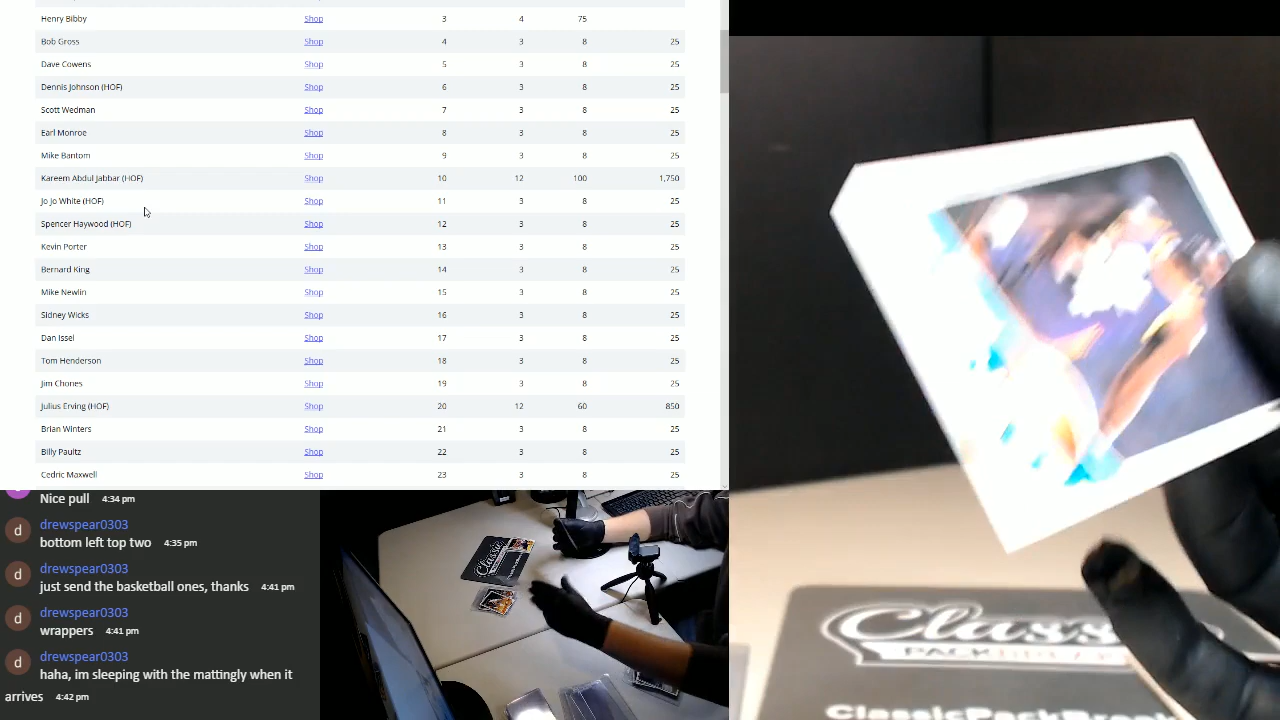 Henry Bibby Shop 3 4 75
Bob Gross Shop 4 3 8 25
Dave Cowens Shop 5 3 8 25
Dennis Johnson (HOF) Shop 6 3 8 25
Scott Wedman Shop 7 3 8 25
Earl Monroe Shop 8 3 8 25
Mike Bantom Shop 9 3 8 25
Kareem Abdul Jabbar (HOF) Shop 10 12 100 1,750
Jo Jo White (HOF) Shop 11 3 8 25
Spencer Haywood (HOF) Shop 12 3 8 25
Kevin Porter Shop 13 3 8 25
Bernard King Shop 14 3 8 25
Mike Newlin Shop 15 3 8 25
Sidney Wicks Shop 16 3 8 25
Dan Issel Shop 17 3 8 25
Tom Henderson Shop 18 3 8 25
Jim Chones Shop 19 3 8 25
Julius Erving (HOF) Shop 20 12 60 850
Brian Winters Shop 21 3 8 25
Billy Paultz Shop 22 3 8 25
Cedric Maxwell Shop 23 3 8 25
Nice pull 4:34 pm
d drewspear0303
bottom left top two 4:35 pm
d drewspear0303
just send the basketball ones, thanks 4:41 pm
d drewspear0303
wrappers 4:41 pm
d drewspear0303
haha, im sleeping with the mattingly when it
arrives 4:42 pm
Classic